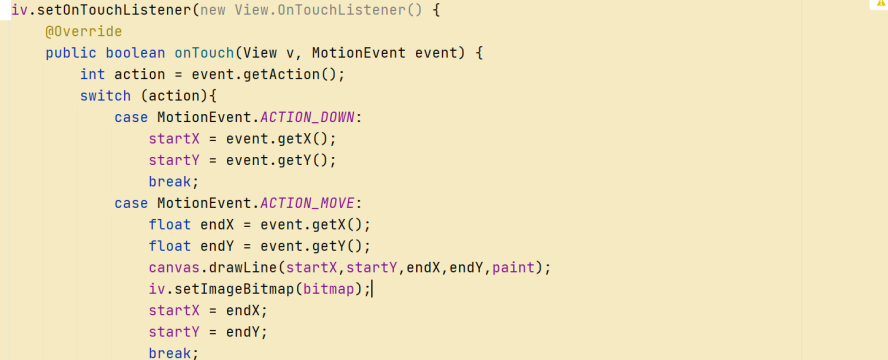 iv.setOnTouchListener(new View.OnTouchListener() {
@Override
public boolean onTouch(View v, MotionEvent event) {
int action = event.getAction();
switch (action){
case MotionEvent.ACTION_DOWN:
startX = event.getX();
startY = event.getY();
break;
case MotionEvent.ACTION_MOVE:
float endX = event.getX();
float endY = event.getY();
canvas.drawLine(startX,startY,endX,endY,paint);
iv.setImageBitmap(bitmap);
startX = endX;
startY = endY;
break;